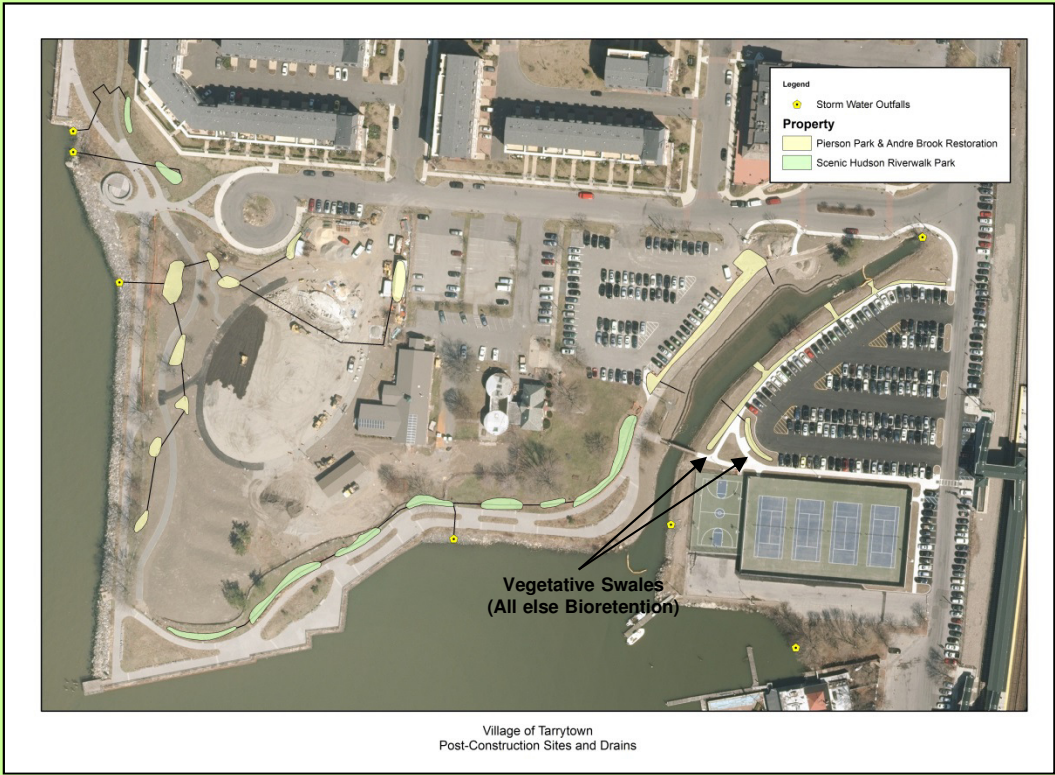 Legend
Storm Water Outfalls
Property
Pierson Park & Andre Brook Restoration
Scenic Hudson Riverwalk Park
Vegetative Swales
(All else Bioretention)
Village of Tarrytown
Post-Construction Sites and Drains